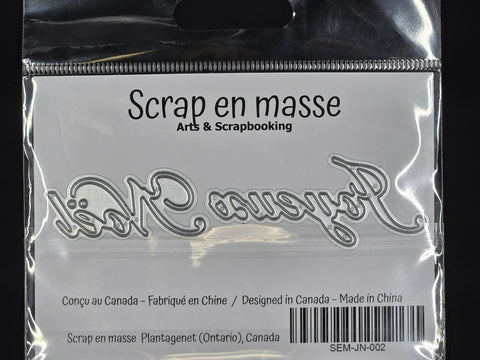 Scrap en masse
Arts & Scrapbooking
Joyeux Noël
Conçu au Canada – Fabriqué en Chine / Designed in Canada – Made in China
Scrap en masse Plantagenet (Ontario), Canada
SEM-JN-002